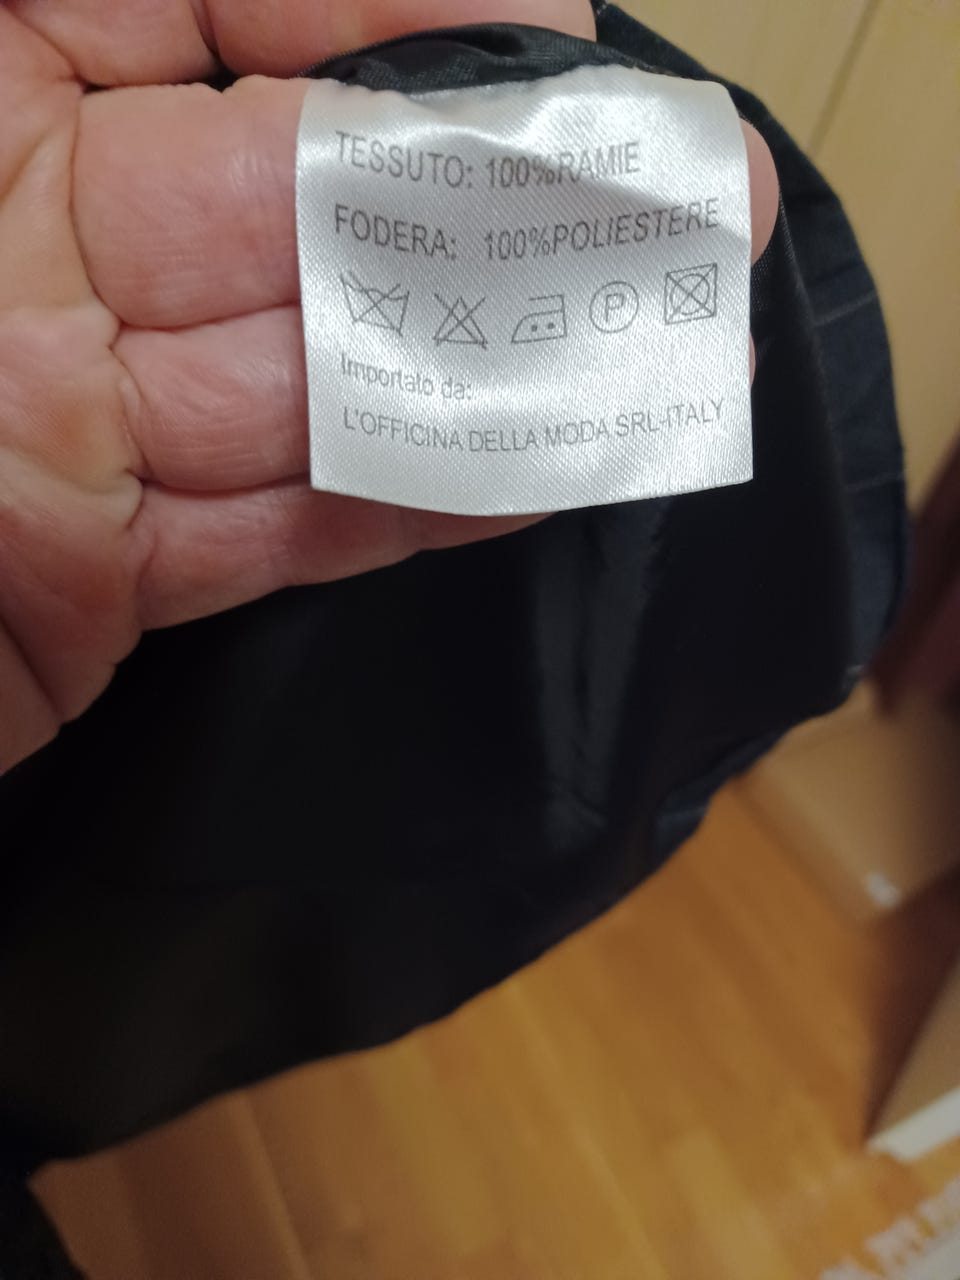 TESSUTO: 100%RAMIE
FODERA: 100%POLIESTERE
P
Importato da:
L'OFFICINA DELLA MODA SRL-ITALY